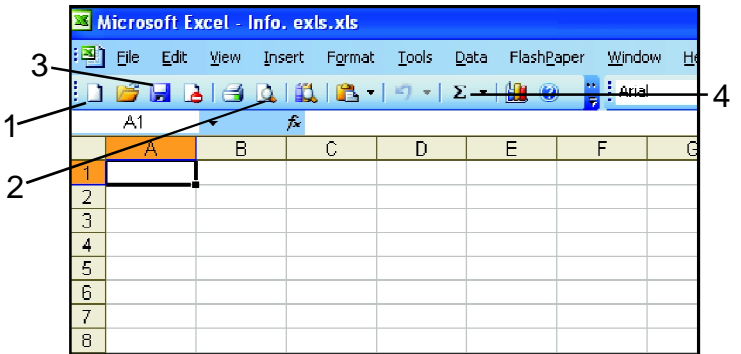 Microsoft Excel - Info. exls.xls
File Edit View Insert Format Tools Data FlashPaper Window He
Σ Arial
A1 fx
A B C D E F G
1
2
3
4
5
6
7
8
1
2
3
4